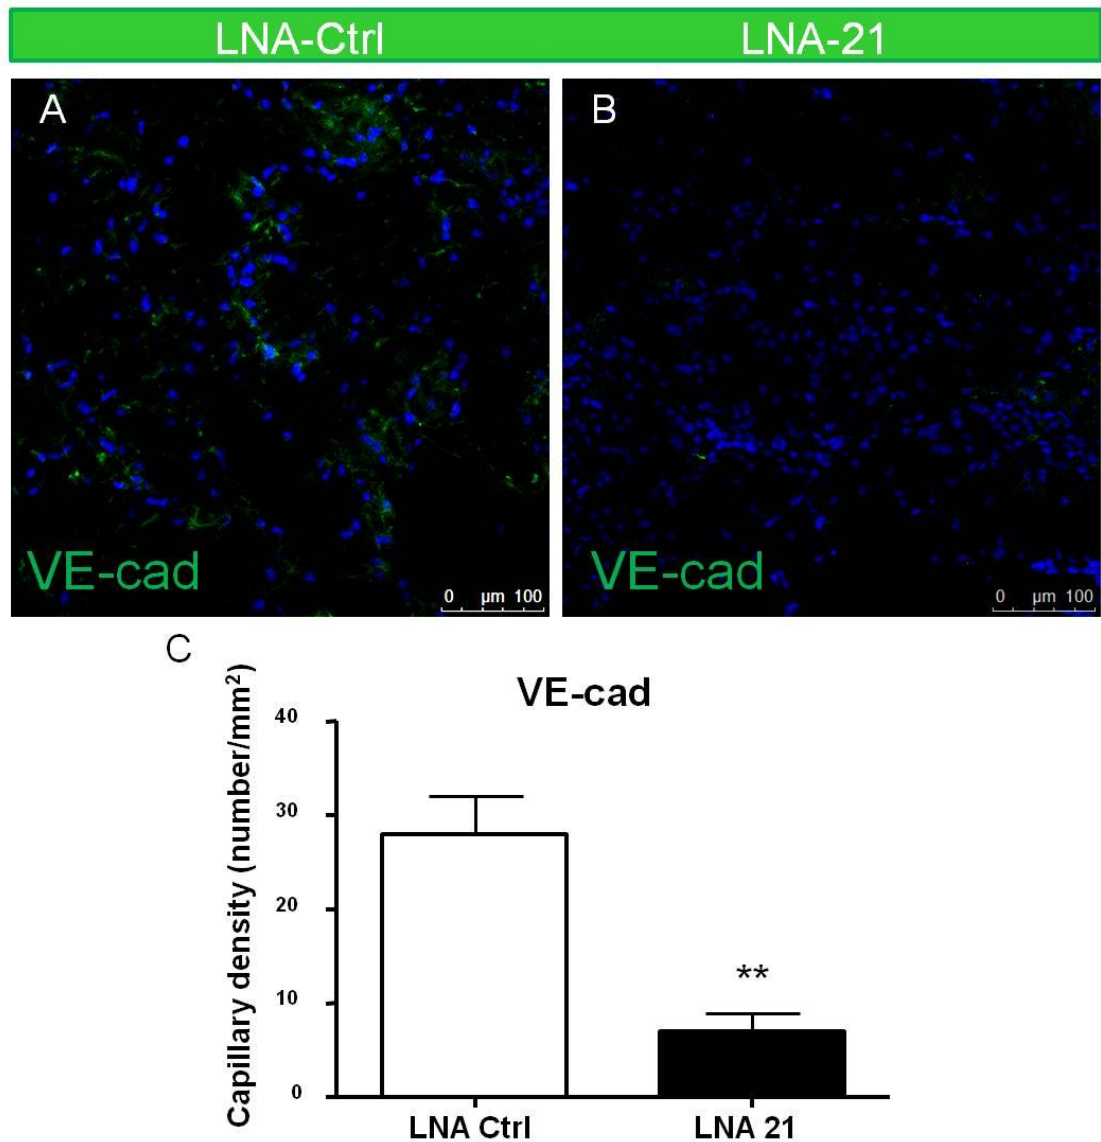 LNA-Ctrl LNA-21
A B
VE-cad VE-cad
0 µm 100 0 µm 100
C
VE-cad
Capillary density (number/mm²)
40
30
20
10
0
**
LNA Ctrl LNA 21